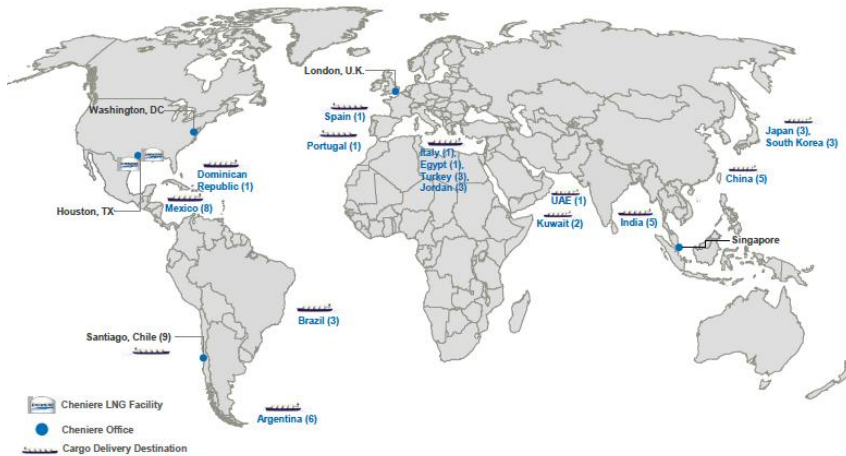 London, U.K.
Washington, DC
Spain (1)
Portugal (1)
Italy (1),
Egypt (1),
Turkey (3),
Jordan (3)
Japan (3),
South Korea (3)
China (5)
Dominican
Republic (1)
Mexico (8)
Houston, TX
UAE (1)
Kuwait (2)
India (5)
Singapore
Brazil (3)
Santiago, Chile (9)
Argentina (6)
Cheniere LNG Facility
Cheniere Office
Cargo Delivery Destination